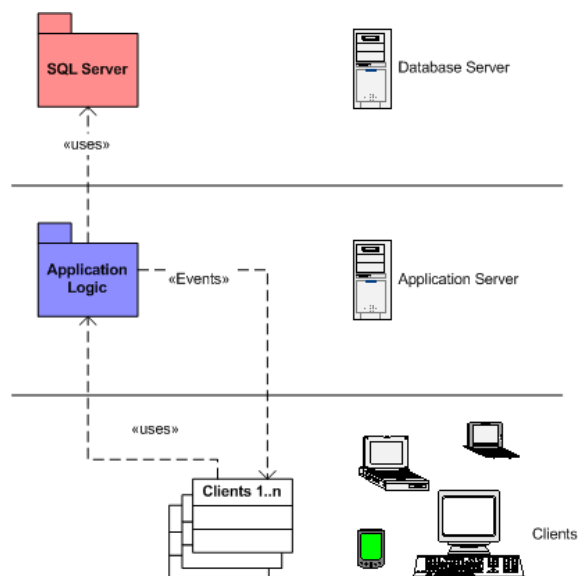 SQL Server
Database Server
«uses»
Application
Logic
«Events»
Application Server
«uses»
Clients 1..n
Clients